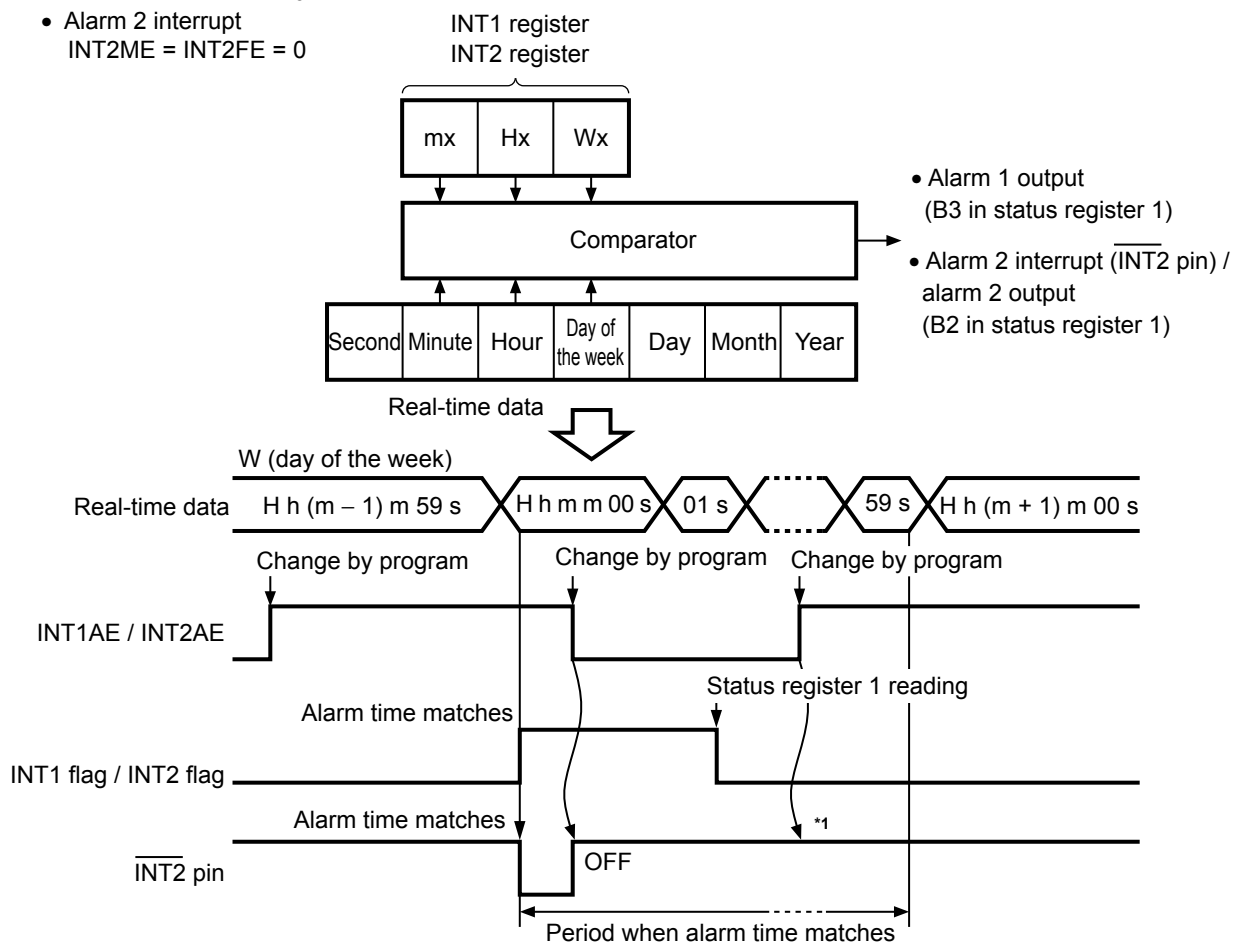 • Alarm 2 interrupt
INT2ME = INT2FE = 0
INT1 register
INT2 register
mx Hx Wx
Comparator
• Alarm 1 output
(B3 in status register 1)
• Alarm 2 interrupt (INT2 pin) /
alarm 2 output
(B2 in status register 1)
Second Minute Hour Day of the week Day Month Year
Real-time data
W (day of the week)
Real-time data H h (m − 1) m 59 s H h m m 00 s 01 s 59 s H h (m + 1) m 00 s
Change by program Change by program Change by program
INT1AE / INT2AE
Status register 1 reading
Alarm time matches
INT1 flag / INT2 flag
Alarm time matches *1
INT2 pin OFF
Period when alarm time matches